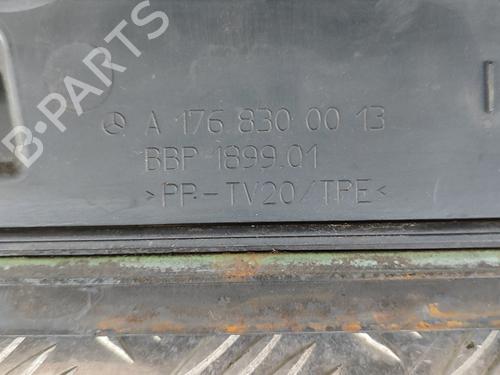 B-PARTS
A 176 830 00 13
BBP 1899.01
>PP-TV20/TPE<